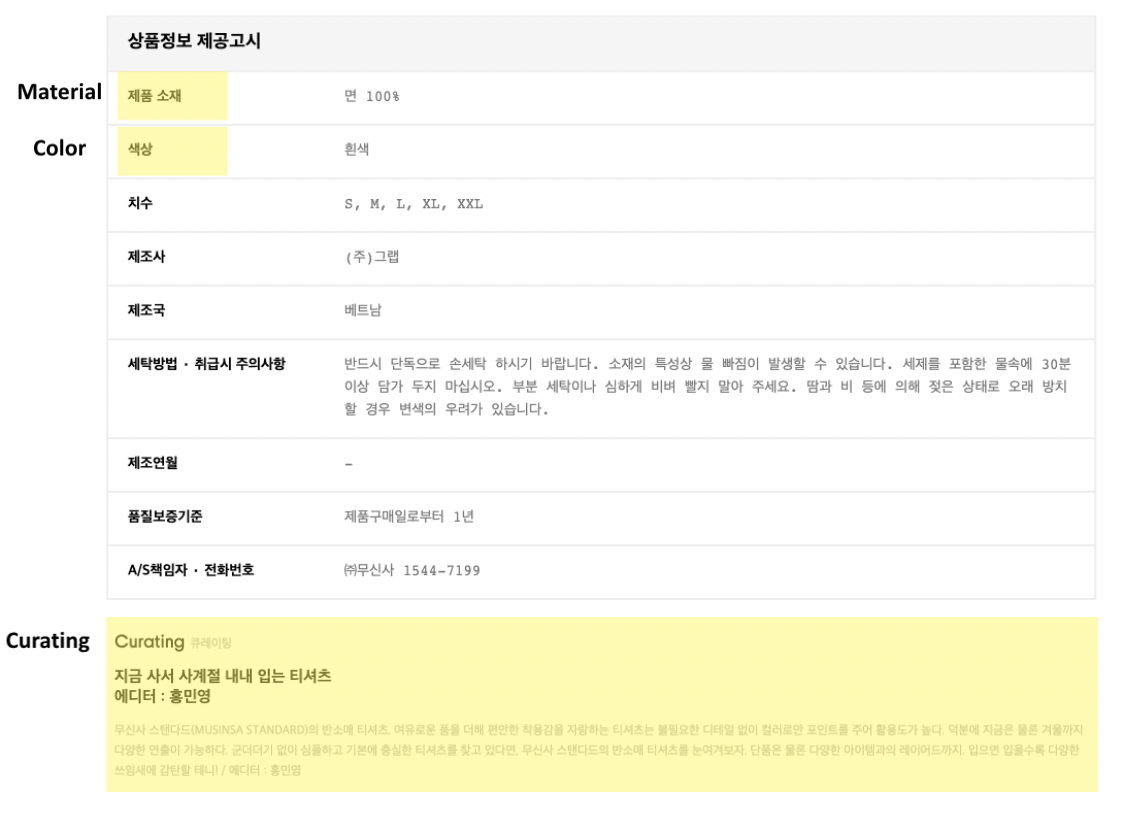 상품정보 제공고시
Material
제품 소재 면 100%
Color
색상 흰색
치수 S, M, L, XL, XXL
제조사 (주)그랩
제조국 베트남
세탁방법 · 취급시 주의사항 반드시 단독으로 손세탁 하시기 바랍니다. 소재의 특성상 물 빠짐이 발생할 수 있습니다. 세제를 포함한 물속에 30분
이상 담가 두지 마십시오. 부분 세탁이나 심하게 비벼 빨지 말아 주세요. 땀과 비 등에 의해 젖은 상태로 오래 방치
할 경우 변색의 우려가 있습니다.
제조연월 –
품질보증기준 제품구매일로부터 1년
A/S책임자 · 전화번호 ㈜무신사 1544-7199
Curating
Curating 큐레이팅
지금 사서 사계절 내내 입는 티셔츠
에디터 : 홍민영
무신사 스탠다드(MUSINSA STANDARD)의 반소매 티셔츠. 여유로운 품을 더해 편안한 착용감을 자랑하는 티셔츠는 불필요한 디테일 없이 컬러로만 포인트를 주어 활용도가 높다. 덕분에 지금은 물론 겨울까지
다양한 연출이 가능하다. 군더더기 없이 심플하고 기본에 충실한 티셔츠를 찾고 있다면, 무신사 스탠다드의 반소매 티셔츠를 눈여겨보자. 단품은 물론 다양한 아이템과의 레이어드까지. 입으면 입을수록 다양한
쓰임새에 감탄할 테니! / 에디터 : 홍민영